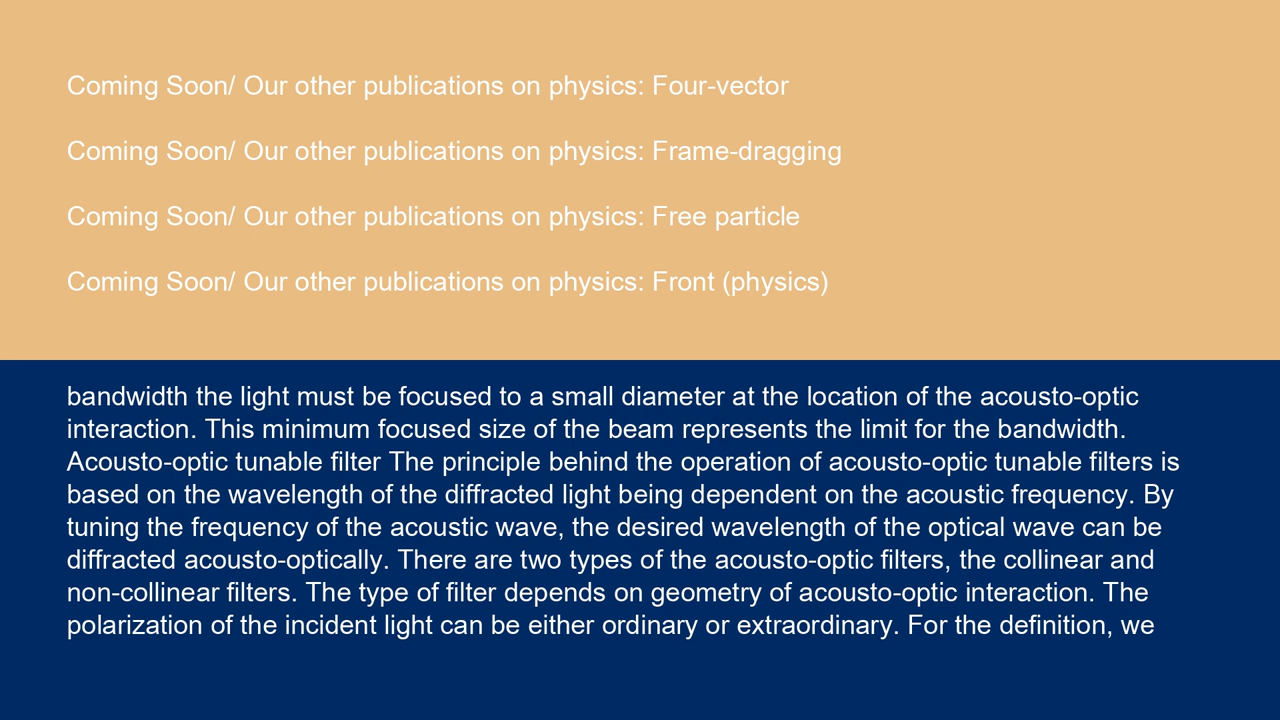 Coming Soon/ Our other publications on physics: Four-vector
Coming Soon/ Our other publications on physics: Frame-dragging
Coming Soon/ Our other publications on physics: Free particle
Coming Soon/ Our other publications on physics: Front (physics)
bandwidth the light must be focused to a small diameter at the location of the acousto-optic
interaction. This minimum focused size of the beam represents the limit for the bandwidth.
Acousto-optic tunable filter The principle behind the operation of acousto-optic tunable filters is
based on the wavelength of the diffracted light being dependent on the acoustic frequency. By
tuning the frequency of the acoustic wave, the desired wavelength of the optical wave can be
diffracted acousto-optically. There are two types of the acousto-optic filters, the collinear and
non-collinear filters. The type of filter depends on geometry of acousto-optic interaction. The
polarization of the incident light can be either ordinary or extraordinary. For the definition, we